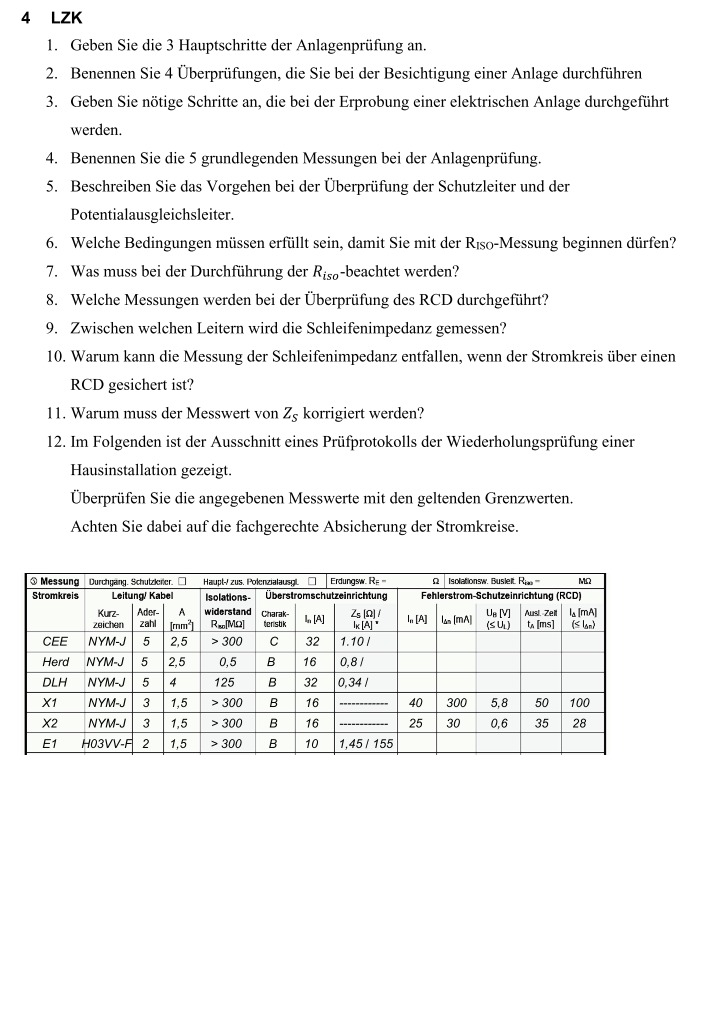 4 LZK
1. Geben Sie die 3 Hauptschritte der Anlagenprüfung an.
2. Benennen Sie 4 Überprüfungen, die Sie bei der Besichtigung einer Anlage durchführen
3. Geben Sie nötige Schritte an, die bei der Erprobung einer elektrischen Anlage durchgeführt
werden.
4. Benennen Sie die 5 grundlegenden Messungen bei der Anlagenprüfung.
5. Beschreiben Sie das Vorgehen bei der Überprüfung der Schutzleiter und der
Potentialausgleichsleiter.
6. Welche Bedingungen müssen erfüllt sein, damit Sie mit der RISO-Messung beginnen dürfen?
7. Was muss bei der Durchführung der Riso-beachtet werden?
8. Welche Messungen werden bei der Überprüfung des RCD durchgeführt?
9. Zwischen welchen Leitern wird die Schleifenimpedanz gemessen?
10. Warum kann die Messung der Schleifenimpedanz entfallen, wenn der Stromkreis über einen
RCD gesichert ist?
11. Warum muss der Messwert von ZS korrigiert werden?
12. Im Folgenden ist der Ausschnitt eines Prüfprotokolls der Wiederholungsprüfung einer
Hausinstallation gezeigt.
Überprüfen Sie die angegebenen Messwerte mit den geltenden Grenzwerten.
Achten Sie dabei auf die fachgerechte Absicherung der Stromkreise.
③ Messung Durchgäng. Schutzleiter. ☐ Haupt-/ zus. Potenzialausgl. ☐ Erdungsw. RE = Ω Isolationsw. Busleit. Riso = MΩ
Stromkreis Leitung/ Kabel Isolations- Überstromschutzeinrichtung Fehlerstrom-Schutzeinrichtung (RCD)
Kurz- Ader- A widerstand Charak- In [A] ZS [Ω] / In [A] IΔn [mA] UB [V] Ausl.-Zeit IΔ [mA]
zeichen zahl [mm²] Riso[MΩ] teristik IK [A] * (≤ UL) tA [ms] (≤ IΔn)
CEE NYM-J 5 2,5 > 300 C 32 1.10 /
Herd NYM-J 5 2,5 0,5 B 16 0,8 /
DLH NYM-J 5 4 125 B 32 0,34 /
X1 NYM-J 3 1,5 > 300 B 16 ------------ 40 300 5,8 50 100
X2 NYM-J 3 1,5 > 300 B 16 ------------ 25 30 0,6 35 28
E1 H03VV-F 2 1,5 > 300 B 10 1,45 / 155